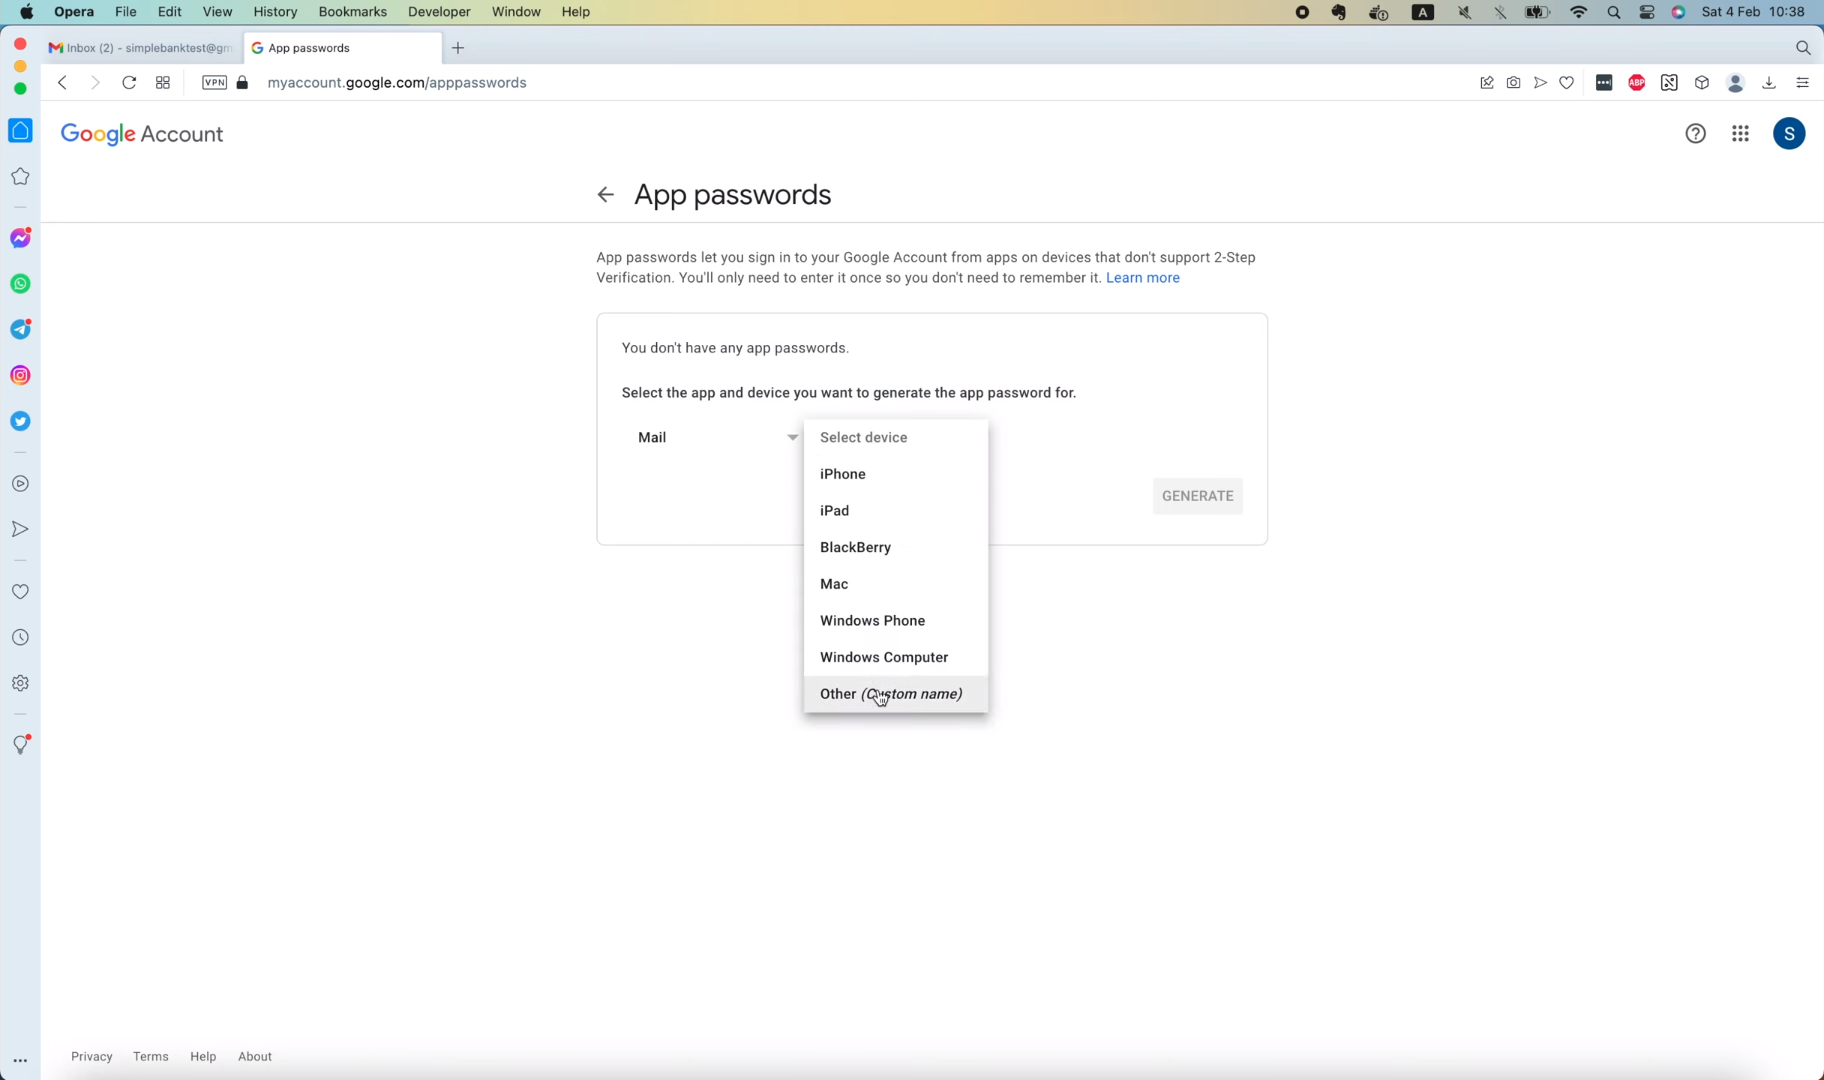 Opera File Edit View History Bookmarks Developer Window Help A Sat 4 Feb 10:38
Inbox (2) - simplebanktest@gm App passwords
VPN myaccount.google.com/apppasswords ABP
Google Account S
App passwords
App passwords let you sign in to your Google Account from apps on devices that don't support 2-Step
Verification. You'll only need to enter it once so you don't need to remember it. Learn more
You don't have any app passwords.
Select the app and device you want to generate the app password for.
Mail Select device
iPhone
GENERATE
iPad
BlackBerry
Mac
Windows Phone
Windows Computer
Other (Custom name)
Privacy Terms Help About